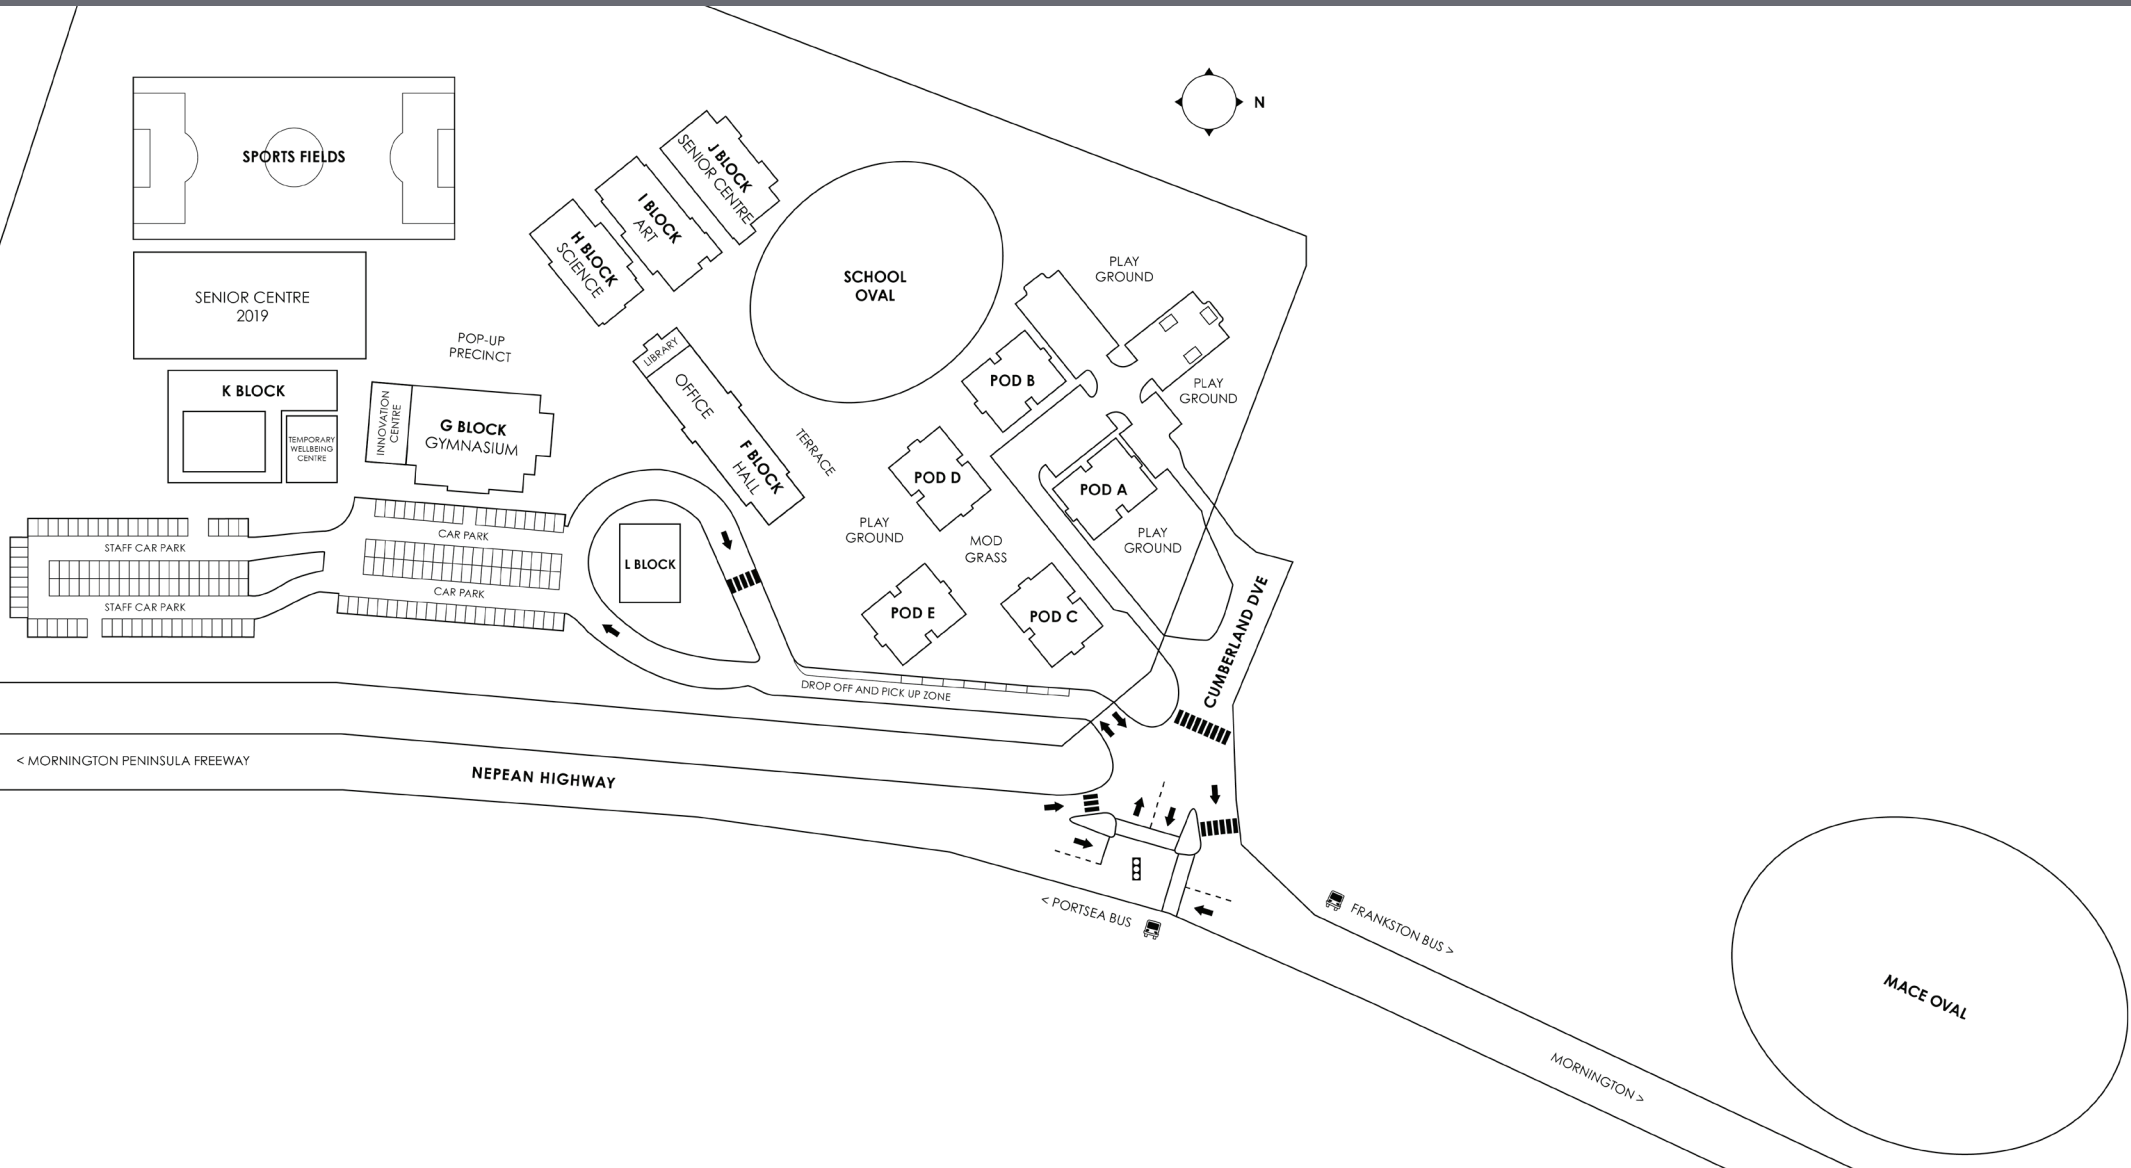 N
SPORTS FIELDS
J BLOCK
SENIOR CENTRE
I BLOCK
ART
H BLOCK
SCIENCE
SENIOR CENTRE
2019
SCHOOL
OVAL
PLAY
GROUND
POP-UP
PRECINCT
LIBRARY
OFFICE
F BLOCK
HALL
TERRACE
K BLOCK
TEMPORARY
WELLBEING
CENTRE
INNOVATION
CENTRE
G BLOCK
GYMNASIUM
POD B
PLAY
GROUND
POD D
POD A
PLAY
GROUND
MOD
GRASS
PLAY
GROUND
STAFF CAR PARK
STAFF CAR PARK
CAR PARK
CAR PARK
L BLOCK
POD E
POD C
CUMBERLAND DVE
DROP OFF AND PICK UP ZONE
< MORNINGTON PENINSULA FREEWAY
NEPEAN HIGHWAY
< PORTSEA BUS
FRANKSTON BUS >
MACE OVAL
MORNINGTON >